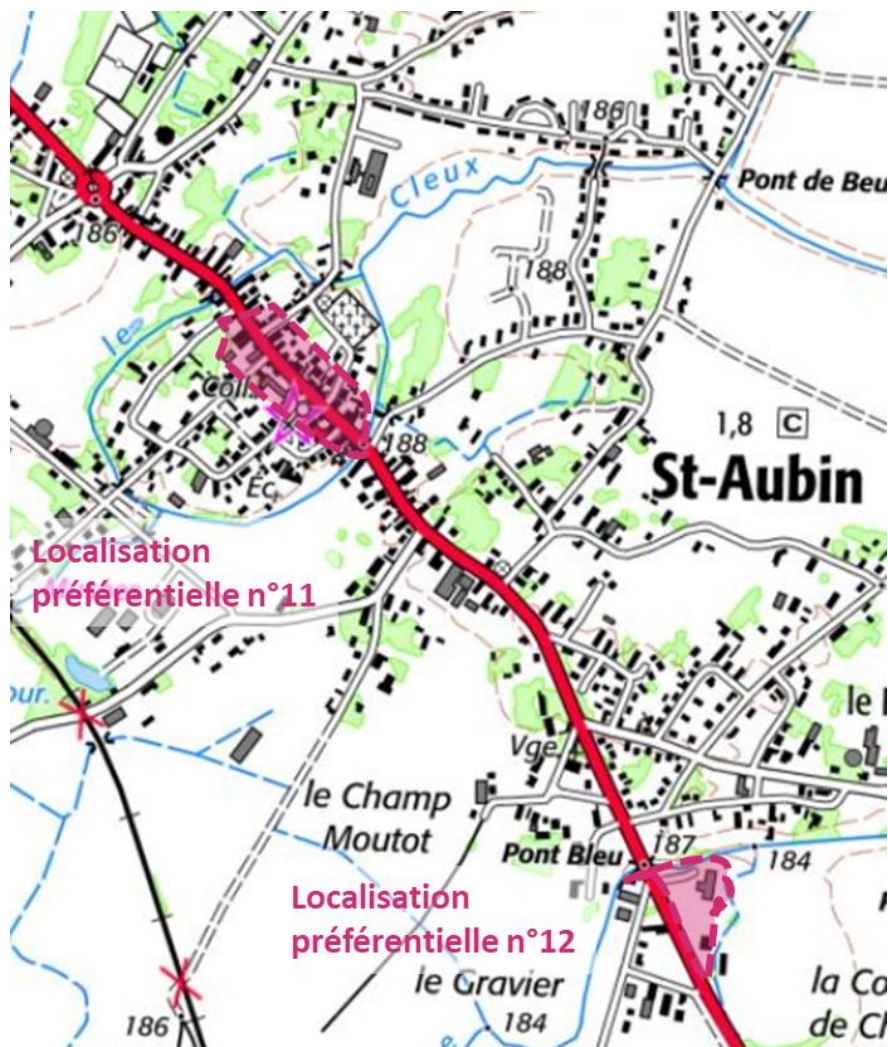 186
Cleux
Pont de Beu
186
188
le
Coll.
188
1,8 C
St-Aubin
Éc.
Localisation
préférentielle n°11
our.
le
Vge
le Champ
Moutot
187
Pont Bleu
184
Localisation
préférentielle n°12
le Gravier
la Co
de Ch
184
186